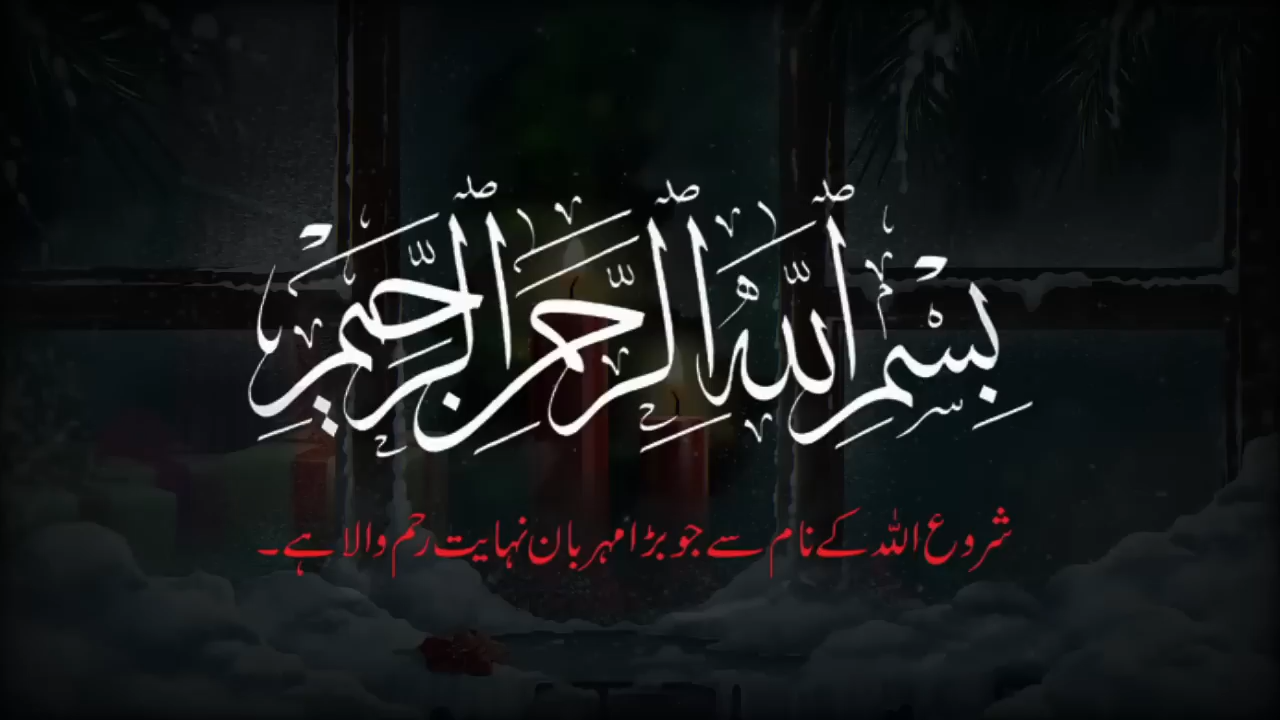 بِسْمِ اللّٰهِ الرَّحْمٰنِ الرَّحِيْمِ
شروع اللہ کے نام سے جو بڑا مہربان نہایت رحم والا ہے۔